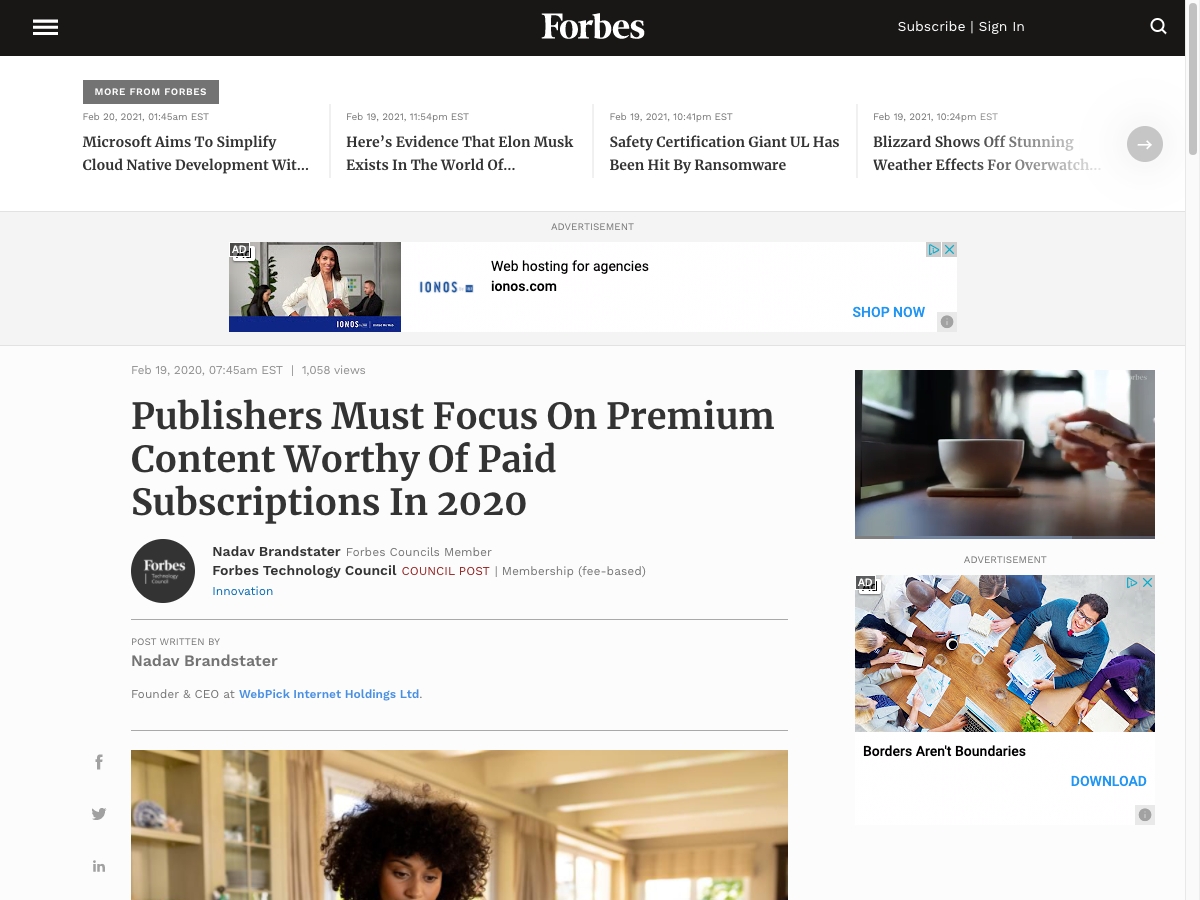 Forbes
Subscribe | Sign In
MORE FROM FORBES
Feb 20, 2021, 01:45am EST
Microsoft Aims To Simplify
Cloud Native Development Wit...
Feb 19, 2021, 11:54pm EST
Here’s Evidence That Elon Musk
Exists In The World Of...
Feb 19, 2021, 10:41pm EST
Safety Certification Giant UL Has
Been Hit By Ransomware
Feb 19, 2021, 10:24pm EST
Blizzard Shows Off Stunning
Weather Effects For Overwatch...
ADVERTISEMENT
AD
IONOS
IONOS
Web hosting for agencies
ionos.com
SHOP NOW
Feb 19, 2020, 07:45am EST | 1,058 views
Publishers Must Focus On Premium
Content Worthy Of Paid
Subscriptions In 2020
Forbes
Technology
Council
Nadav Brandstater Forbes Councils Member
Forbes Technology Council COUNCIL POST | Membership (fee-based)
Innovation
POST WRITTEN BY
Nadav Brandstater
Founder & CEO at WebPick Internet Holdings Ltd.
ADVERTISEMENT
AD
Borders Aren't Boundaries
DOWNLOAD